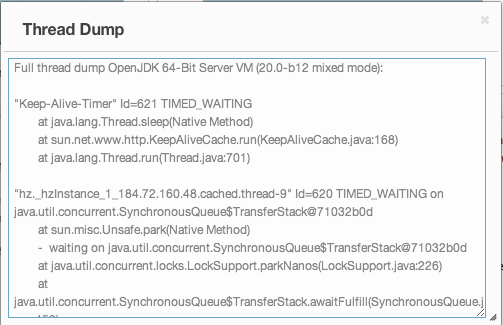 Thread Dump
Full thread dump OpenJDK 64-Bit Server VM (20.0-b12 mixed mode):
"Keep-Alive-Timer" Id=621 TIMED_WAITING
at java.lang.Thread.sleep(Native Method)
at sun.net.www.http.KeepAliveCache.run(KeepAliveCache.java:168)
at java.lang.Thread.run(Thread.java:701)
"hz._hzInstance_1_184.72.160.48.cached.thread-9" Id=620 TIMED_WAITING on
java.util.concurrent.SynchronousQueue$TransferStack@71032b0d
at sun.misc.Unsafe.park(Native Method)
- waiting on java.util.concurrent.SynchronousQueue$TransferStack@71032b0d
at java.util.concurrent.locks.LockSupport.parkNanos(LockSupport.java:226)
at
java.util.concurrent.SynchronousQueue$TransferStack.awaitFulfill(SynchronousQueue.j